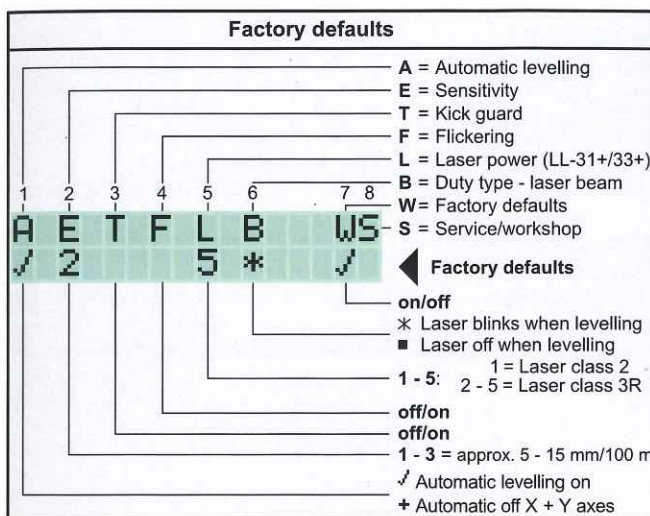 Factory defaults
A = Automatic levelling
E = Sensitivity
T = Kick guard
F = Flickering
L = Laser power (LL-31+/33+)
B = Duty type - laser beam
W= Factory defaults
S = Service/workshop
1 2 3 4 5 6 7 8
A E T F L B WS
✓ 2 5 * ✓
◀ Factory defaults
on/off
* Laser blinks when levelling
■ Laser off when levelling
1 - 5: 1 = Laser class 2
2 - 5 = Laser class 3R
off/on
off/on
1 - 3 = approx. 5 - 15 mm/100 m
✓ Automatic levelling on
+ Automatic off X + Y axes